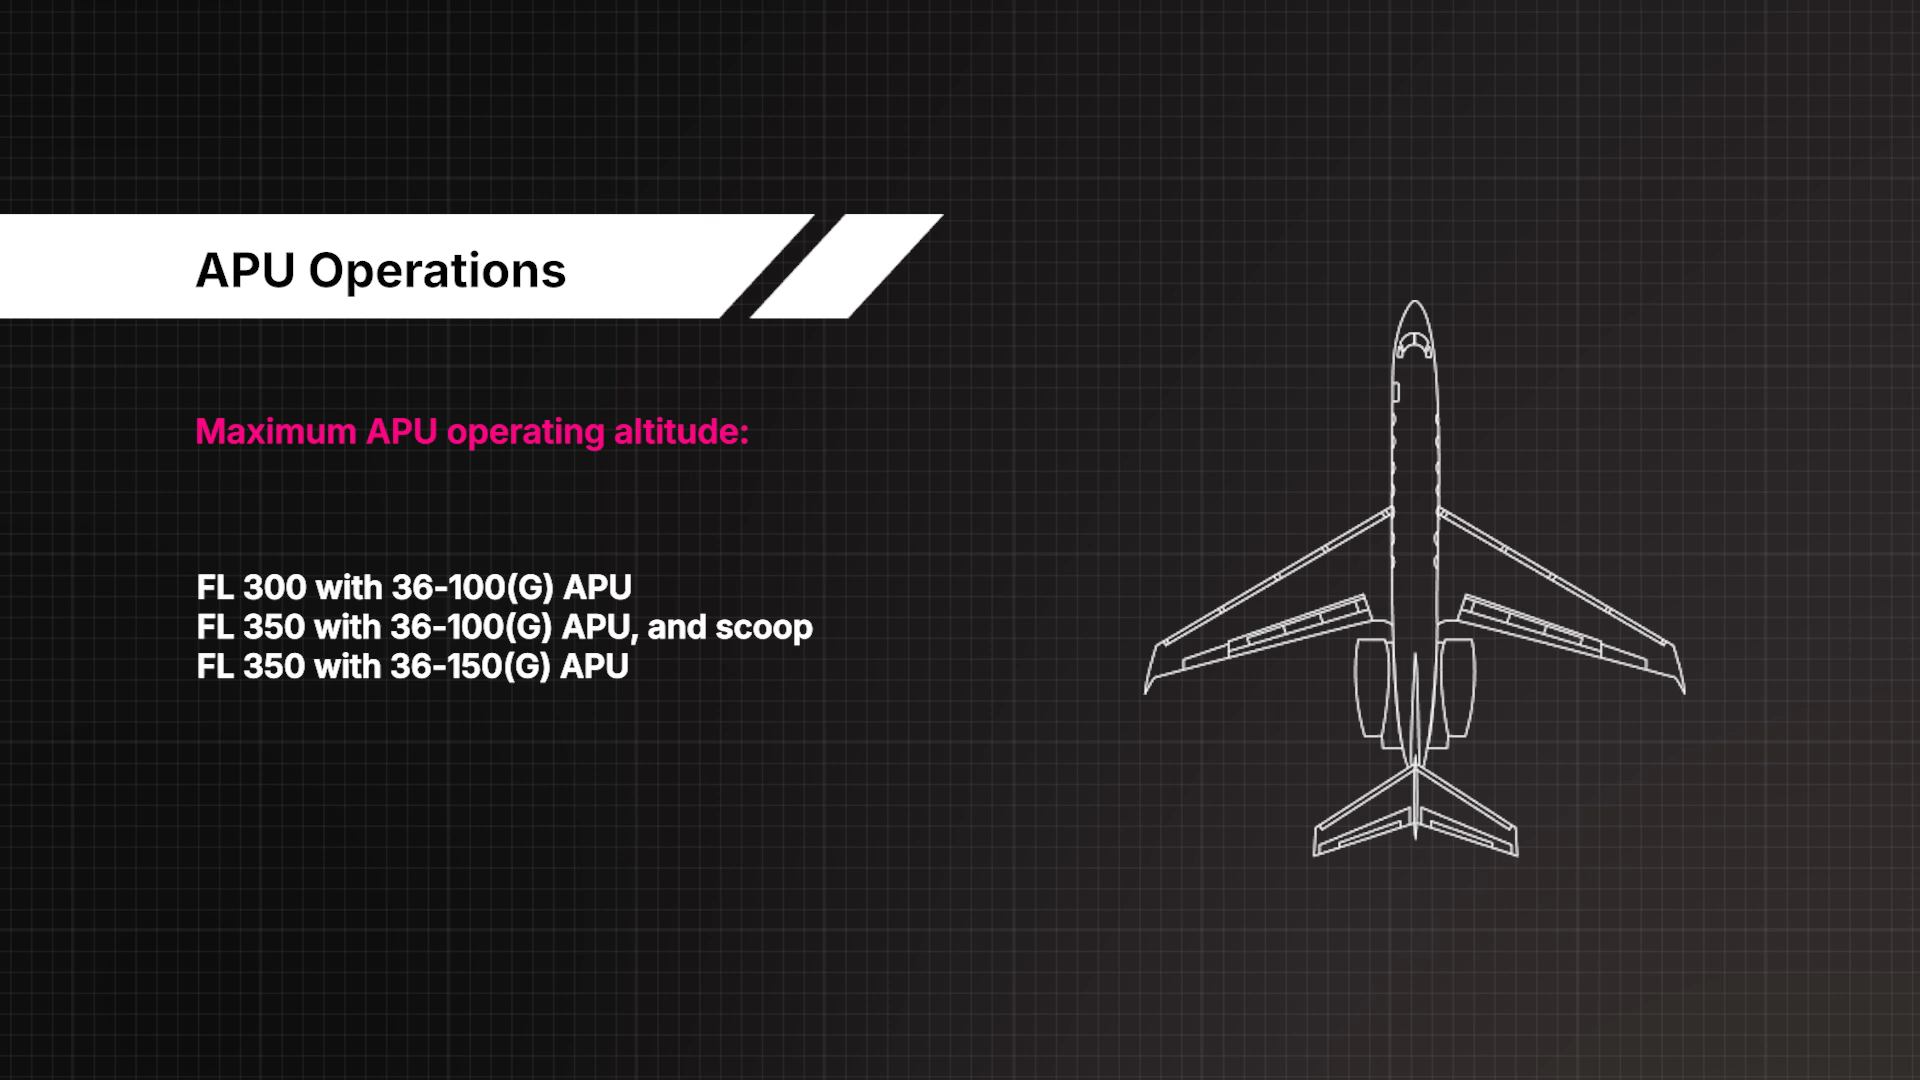 APU Operations
Maximum APU operating altitude:
FL 300 with 36-100(G) APU
FL 350 with 36-100(G) APU, and scoop
FL 350 with 36-150(G) APU